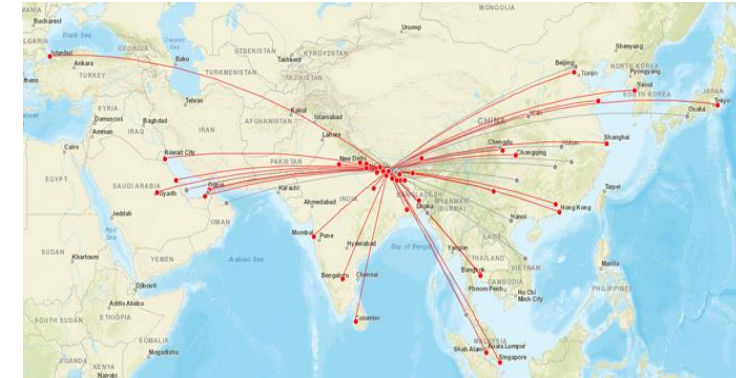 MONGOLIA
Bucharest
Urumqi
Black Sea
Shenyang
GEORGIA
Caspian Sea
UZBEKISTAN
KYRGYZSTAN
Beijing
NORTH KOREA
Istanbul
Ankara
Baku
Tashkent
Tianjin
Pyongyang
TURKEY
TURKMENISTAN
TAJIKISTAN
Seoul
SOUTH KOREA
JAPAN
Tehran
Tokyo
SYRIA
Kabul
Osaka
Damascus
Baghdad
AFGHANISTAN
Islamabad
CHINA
Amman
IRAQ
IRAN
Lahore
Shanghai
Cairo
Chengdu
Wuhan
Kuwait City
New Delhi
Chongqing
PAKISTAN
EGYPT
SAUDI ARABIA
Riyadh
Karachi
INDIA
BANGLADESH
Taipei
Ahmedabad
Dhaka
MYANMAR
(BURMA)
Hong Kong
Jeddah
OMAN
Hanoi
Red Sea
Mumbai
Pune
LAOS
SUDAN
Khartoum
YEMEN
Arabian Sea
Hyderabad
Bay of Bengal
Yangon
THAILAND
Manila
Bengaluru
Chennai
Bangkok
VIETNAM
CAMBODIA
Djibouti
Phnom Penh
Ho Chi
Minh City
PHILIPPINES
Addis Ababa
SOUTH SUDAN
ETHIOPIA
Colombo
SOMALIA
MALAYSIA
Mogadishu
Shah Alam
Kuala Lumpur
UGANDA
Singapore
KENYA
Nairobi